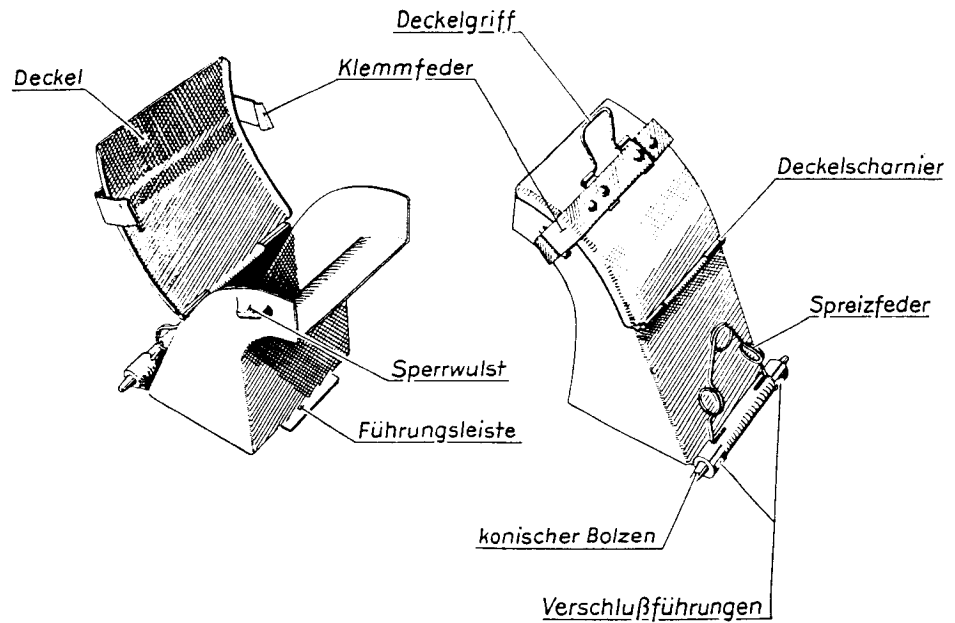 Deckelgriff
Klemmfeder
Deckel
Deckelscharnier
Spreizfeder
Sperrwulst
Führungsleiste
konischer Bolzen
Verschlußführungen